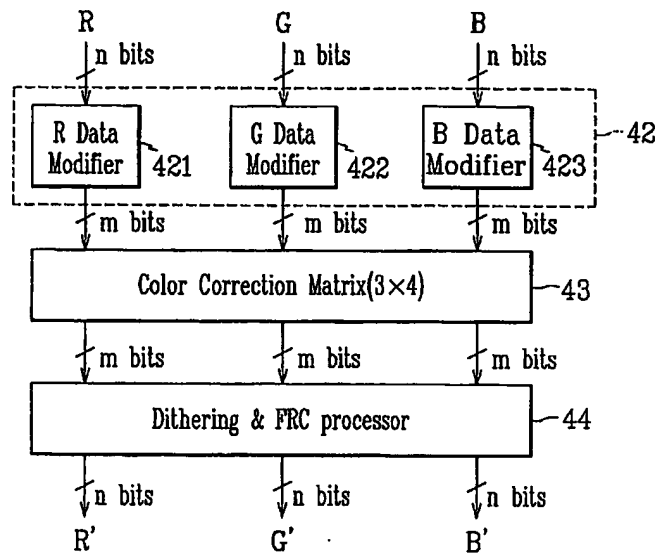 R G B
n bits n bits n bits
R Data Modifier 421
G Data Modifier 422
B Data Modifier 423
42
m bits m bits m bits
Color Correction Matrix(3×4) 43
m bits m bits m bits
Dithering & FRC processor 44
n bits n bits n bits
R' G' B'